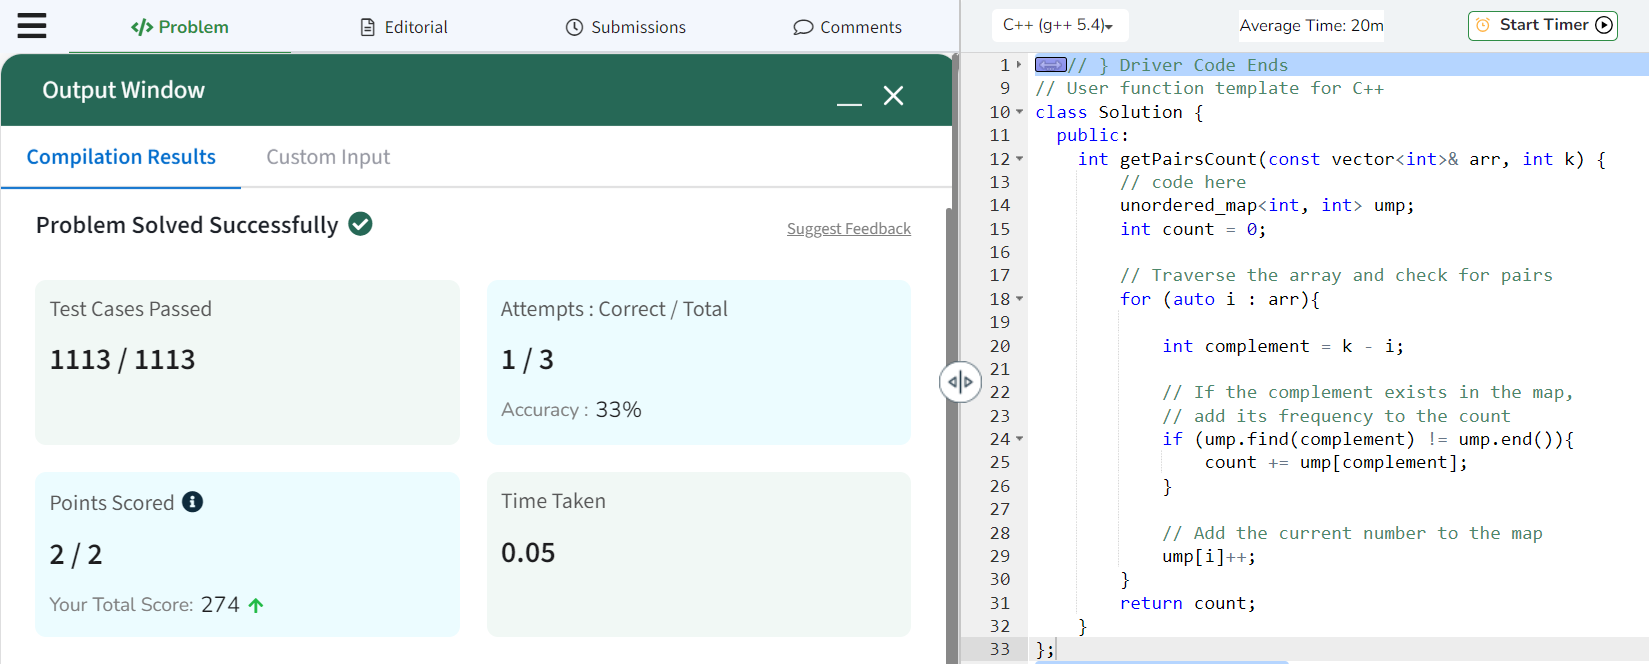 </> Problem
Editorial
Submissions
Comments
Output Window
Compilation Results
Custom Input
Problem Solved Successfully
Suggest Feedback
Test Cases Passed
1113 / 1113
Attempts : Correct / Total
1 / 3
Accuracy : 33%
Points Scored
2 / 2
Your Total Score: 274
Time Taken
0.05
C++ (g++ 5.4)
Average Time: 20m
Start Timer
1 // } Driver Code Ends
9 // User function template for C++
10 class Solution {
11 public:
12 int getPairsCount(const vector<int>& arr, int k) {
13 // code here
14 unordered_map<int, int> ump;
15 int count = 0;
16
17 // Traverse the array and check for pairs
18 for (auto i : arr){
19
20 int complement = k - i;
21
22 // If the complement exists in the map,
23 // add its frequency to the count
24 if (ump.find(complement) != ump.end()){
25 count += ump[complement];
26 }
27
28 // Add the current number to the map
29 ump[i]++;
30 }
31 return count;
32 }
33 };